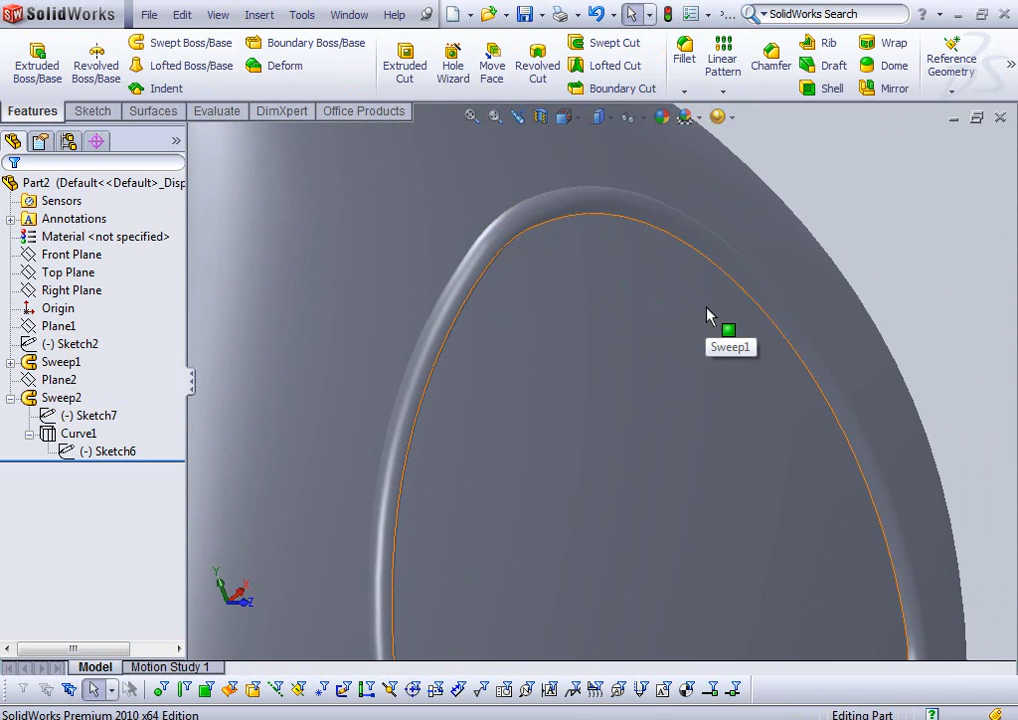 SW SolidWorks File Edit View Insert Tools Window Help ... SolidWorks Search ?
Extruded Boss/Base
Revolved Boss/Base
Swept Boss/Base
Lofted Boss/Base
Indent
Boundary Boss/Base
Deform
Extruded Cut
Hole Wizard
Move Face
Revolved Cut
Swept Cut
Lofted Cut
Boundary Cut
Fillet
Linear Pattern
Chamfer
Rib
Draft
Shell
Wrap
Dome
Mirror
Reference Geometry
Features Sketch Surfaces Evaluate DimXpert Office Products
Part2 (Default<<Default>_Disp
Sensors
A Annotations
Material <not specified>
Front Plane
Top Plane
Right Plane
Origin
Plane1
(-) Sketch2
Sweep1
Plane2
Sweep2
(-) Sketch7
Curve1
(-) Sketch6
Sweep1
Y
X
Z
Model Motion Study 1
SolidWorks Premium 2010 x64 Edition Editing Part ?